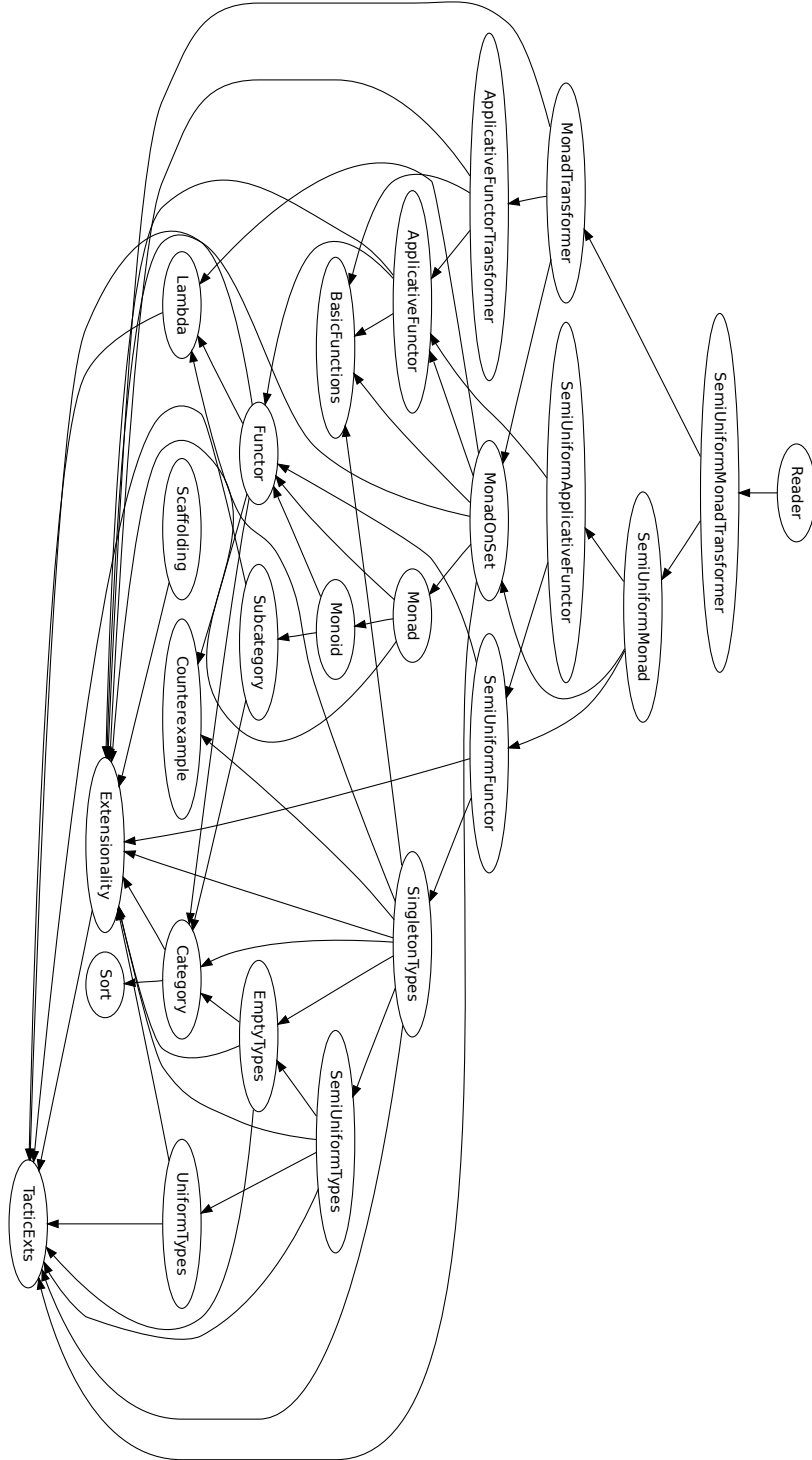 Reader
SemiUniformMonadTransformer
SemiUniformMonad
MonadTransformer
SemiUniformApplicativeFunctor
ApplicativeFunctorTransformer
MonadOnSet
SemiUniformFunctor
ApplicativeFunctor
Monad
SingletonTypes
BasicFunctions
Monoid
SemiUniformTypes
Functor
Subcategory
EmptyTypes
Lambda
Scaffolding
Counterexample
Category
UniformTypes
Extensionality
Sort
TacticExts